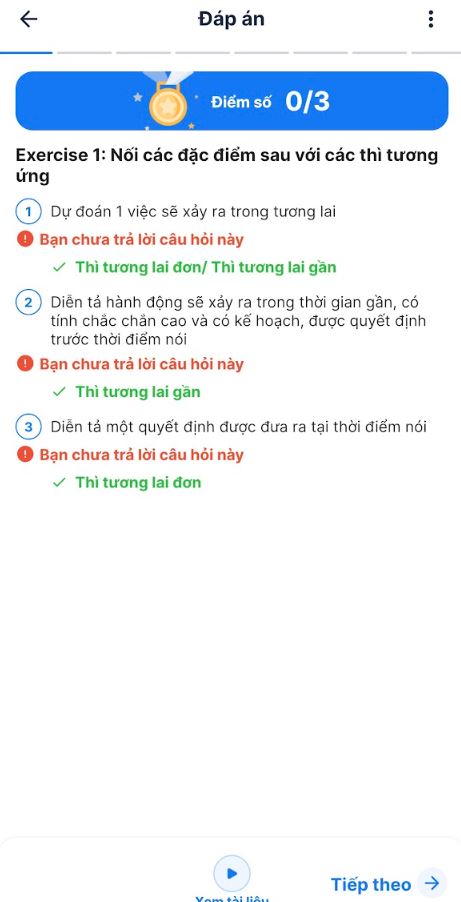 Đáp án
Điểm số 0/3
Exercise 1: Nối các đặc điểm sau với các thì tương
ứng
1 Dự đoán 1 việc sẽ xảy ra trong tương lai
Bạn chưa trả lời câu hỏi này
Thì tương lai đơn/ Thì tương lai gần
2 Diễn tả hành động sẽ xảy ra trong thời gian gần, có
tính chắc chắn cao và có kế hoạch, được quyết định
trước thời điểm nói
Bạn chưa trả lời câu hỏi này
Thì tương lai gần
3 Diễn tả một quyết định được đưa ra tại thời điểm nói
Bạn chưa trả lời câu hỏi này
Thì tương lai đơn
Xem tài liệu
Tiếp theo